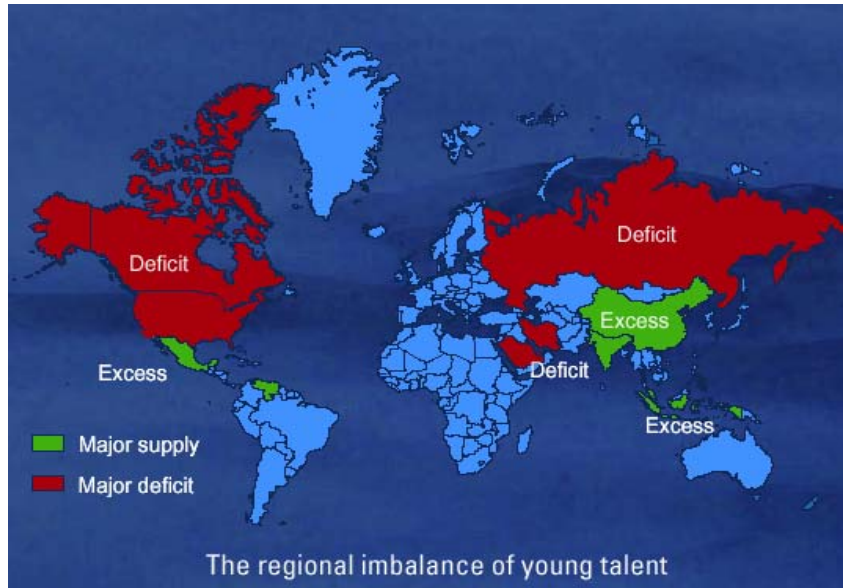 Deficit
Deficit
Excess
Excess
Deficit
Excess
Major supply
Major deficit
The regional imbalance of young talent